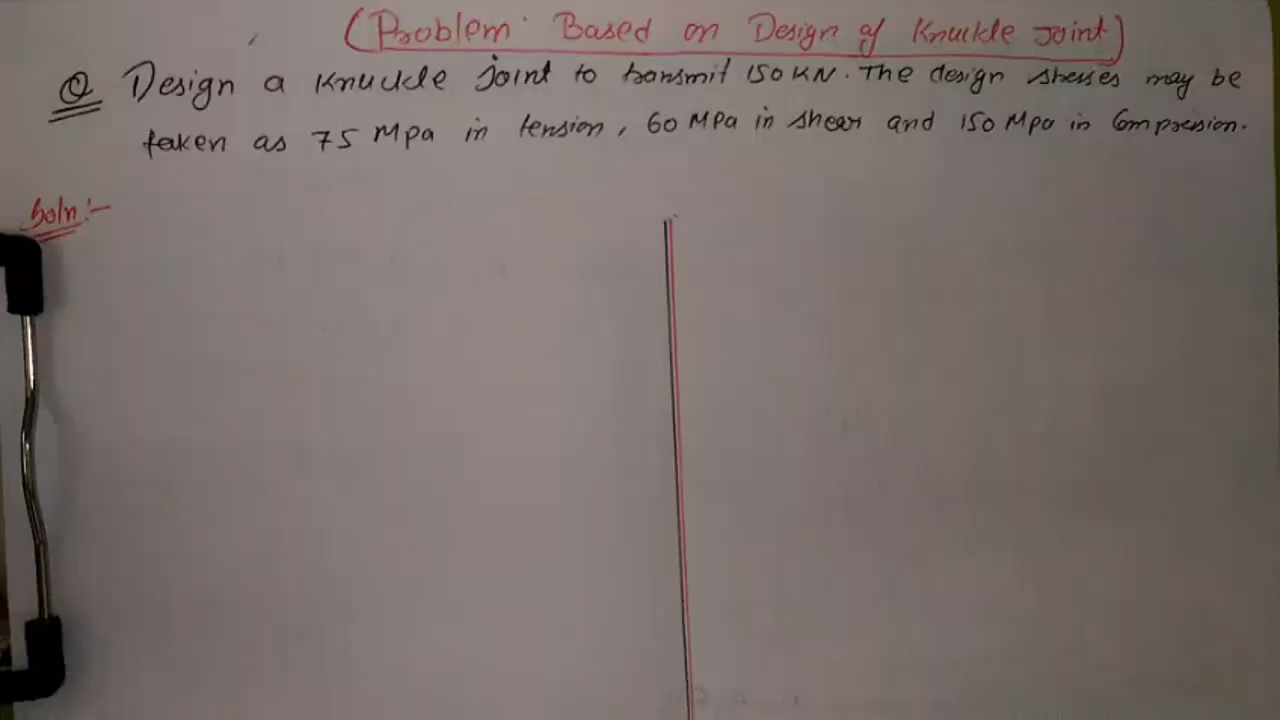 (Problem Based on Design of Knuckle Joint)
Q Design a Knuckle Joint to transmit 150 KN. The design stresses may be
taken as 75 Mpa in tension, 60 MPa in shear and 150 Mpa in Compression.
Soln :-